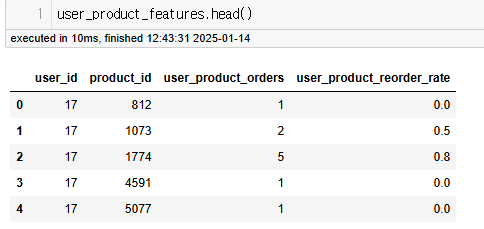 1 user_product_features.head()
executed in 10ms, finished 12:43:31 2025-01-14
user_id product_id user_product_orders user_product_reorder_rate
0 17 812 1 0.0
1 17 1073 2 0.5
2 17 1774 5 0.8
3 17 4591 1 0.0
4 17 5077 1 0.0